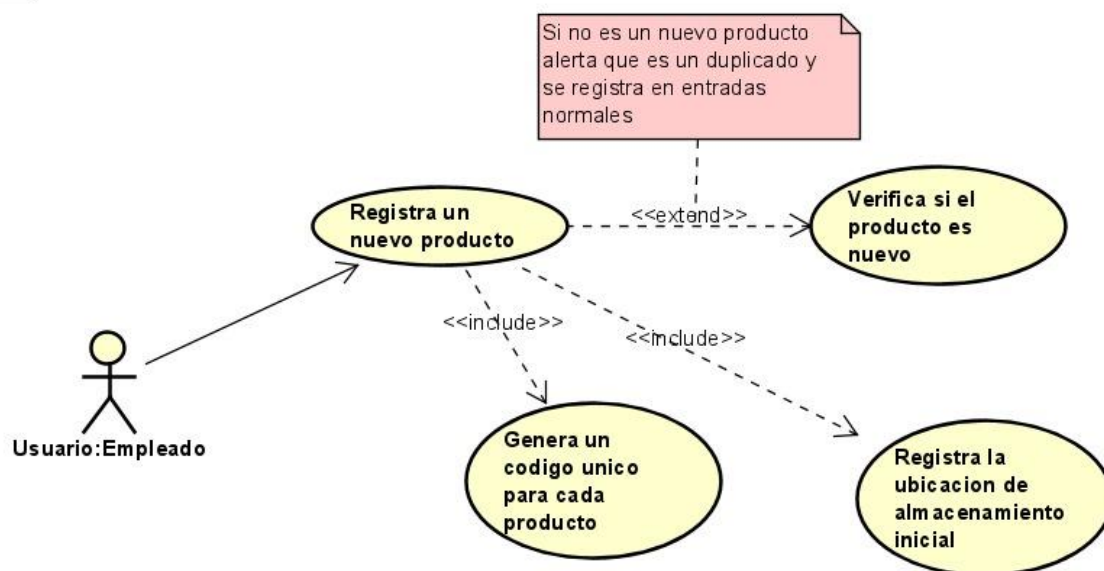 Si no es un nuevo producto
alerta que es un duplicado y
se registra en entradas
normales
Registra un
nuevo producto
<<extend>>
Verifica si el
producto es
nuevo
<<include>>
<<include>>
Usuario:Empleado
Genera un
codigo unico
para cada
producto
Registra la
ubicacion de
almacenamiento
inicial